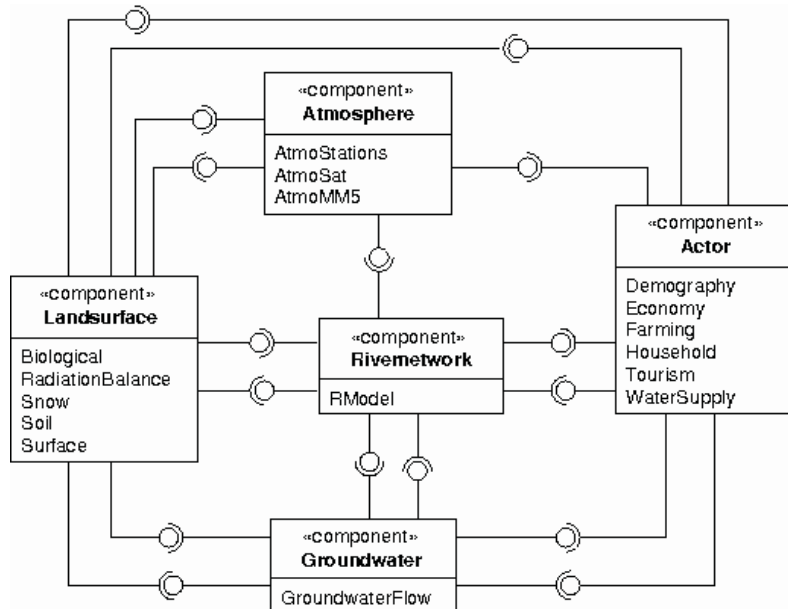 «component»
Atmosphere
AtmoStations
AtmoSat
AtmoMM5
«component»
Actor
Demography
Economy
Farming
Household
Tourism
WaterSupply
«component»
Landsurface
Biological
RadiationBalance
Snow
Soil
Surface
«component»
Rivernetwork
RModel
«component»
Groundwater
GroundwaterFlow